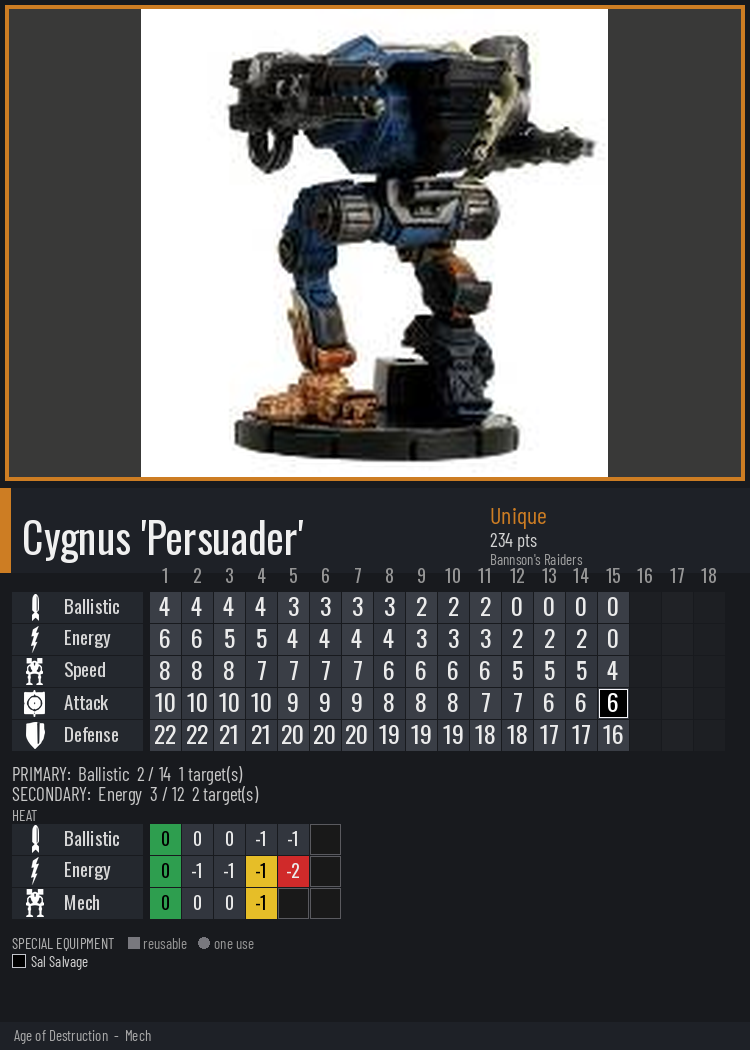 Cygnus 'Persuader'
Unique
234 pts
Bannson's Raiders
1 2 3 4 5 6 7 8 9 10 11 12 13 14 15 16 17 18
Ballistic 4 4 4 4 3 3 3 3 2 2 2 0 0 0 0
Energy 6 6 5 5 4 4 4 4 3 3 3 2 2 2 0
Speed 8 8 8 7 7 7 7 6 6 6 6 5 5 5 4
Attack 10 10 10 10 9 9 9 8 8 8 7 7 6 6 6
Defense 22 22 21 21 20 20 20 19 19 19 18 18 17 17 16
PRIMARY: Ballistic 2 / 14 1 target(s)
SECONDARY: Energy 3 / 12 2 target(s)
HEAT
Ballistic 0 0 0 -1 -1
Energy 0 -1 -1 -1 -2
Mech 0 0 0 -1
SPECIAL EQUIPMENT reusable one use
Sal Salvage
Age of Destruction - Mech